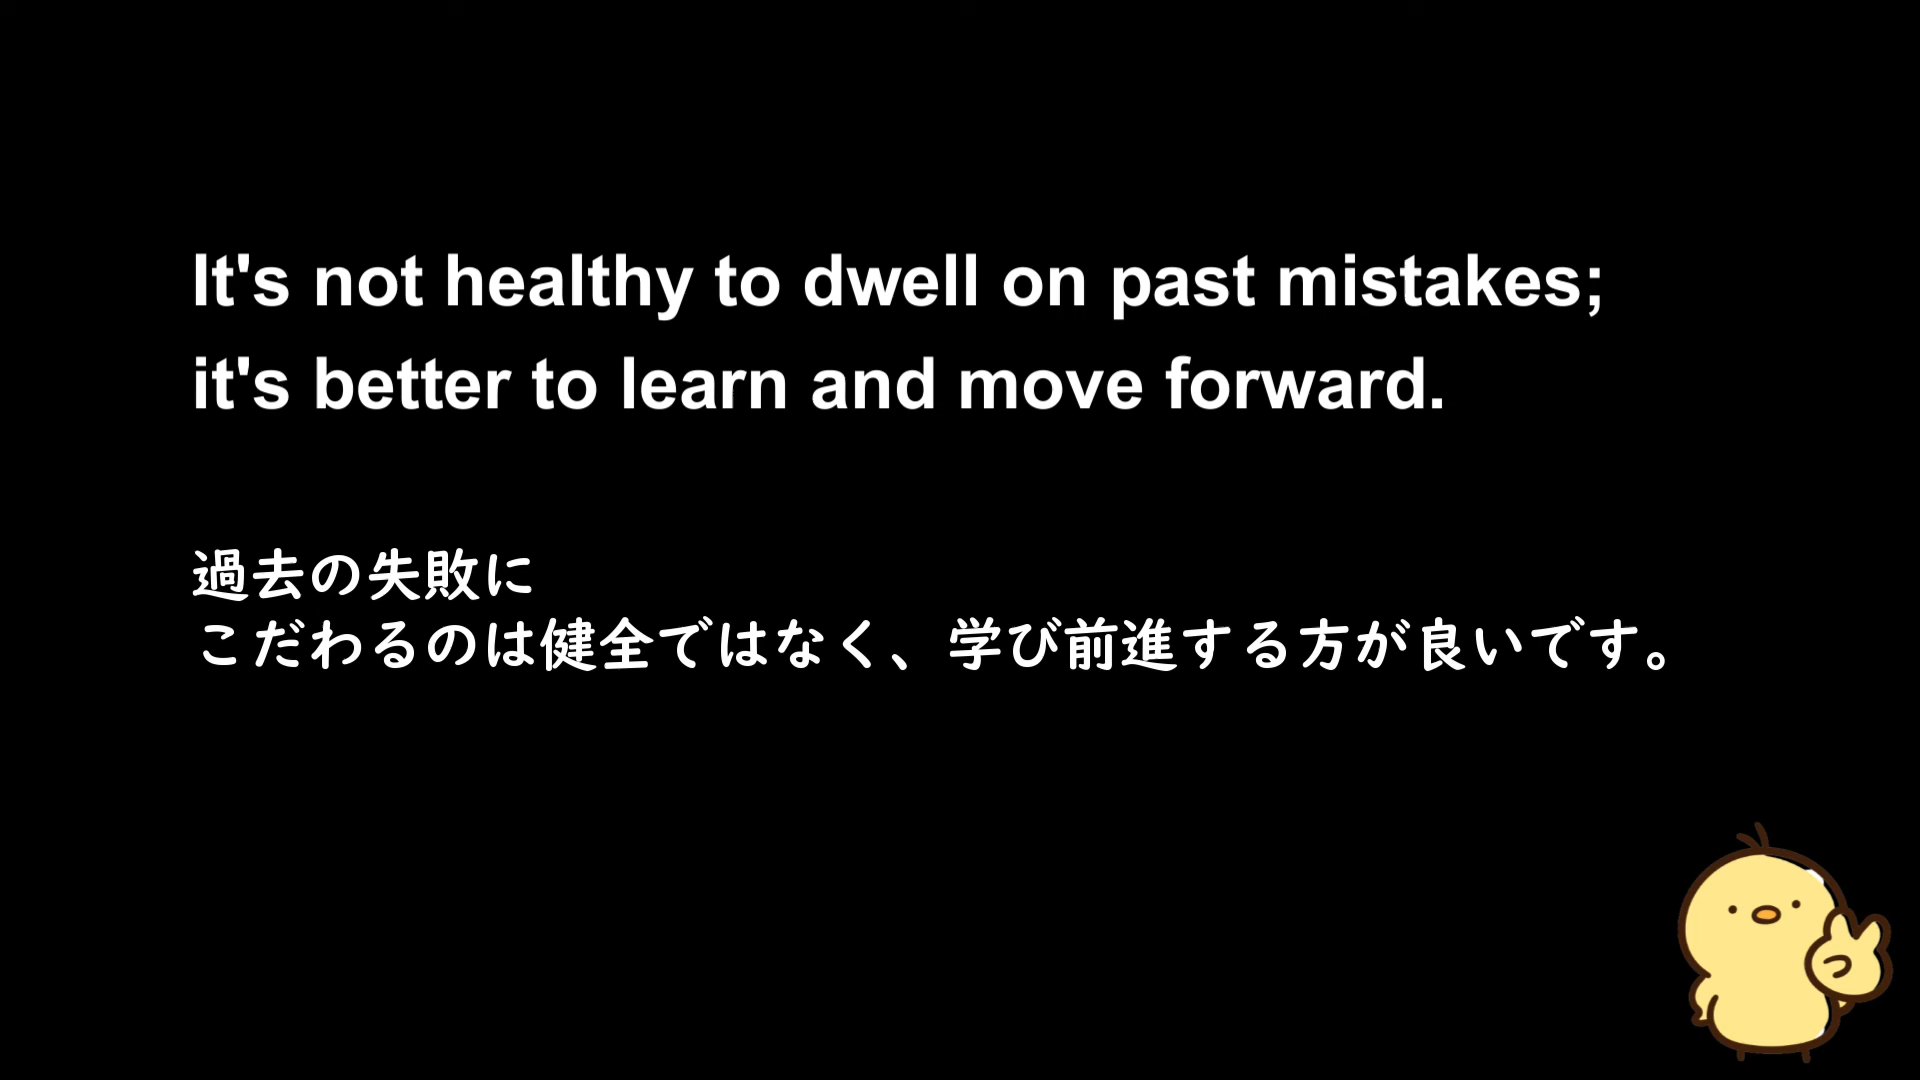 It's not healthy to dwell on past mistakes;
it's better to learn and move forward.
過去の失敗に
こだわるのは健全ではなく、学び前進する方が良いです。